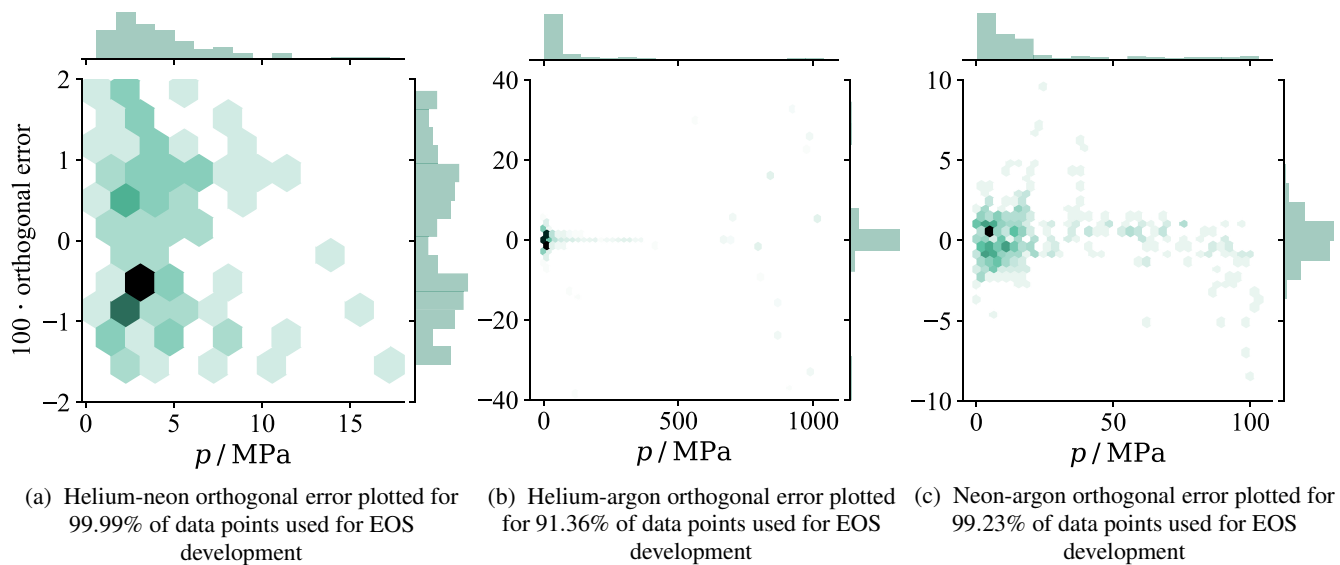 2
1
0
−1
−2
100 · orthogonal error
0
5
10
15
p / MPa
40
20
0
−20
−40
0
500
1000
p / MPa
10
5
0
−5
−10
0
50
100
p / MPa
(a) Helium-neon orthogonal error plotted for
99.99% of data points used for EOS
development
(b) Helium-argon orthogonal error plotted
for 91.36% of data points used for EOS
development
(c) Neon-argon orthogonal error plotted for
99.23% of data points used for EOS
development